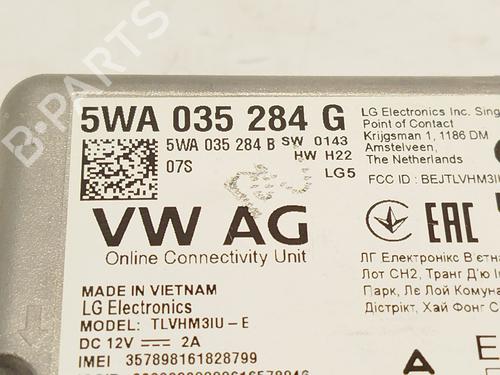 5WA 035 284 G
5WA 035 284 B SW 0143
07S HW H22
LG5
VW AG
Online Connectivity Unit
MADE IN VIETNAM
LG Electronics
MODEL: TLVHM3IU-E
DC 12V 2A
IMEI 357898161828799
LG Electronics Inc. Sing
Point of Contact
Krijgsman 1, 1186 DM
Amstelveen,
The Netherlands
FCC ID : BEJTLVHM3IU
EAC
ЛГ Електронікс В'єтна
Лот СН2, Транг Д'ю Ін
Парк, Ле Лой Комуна
Дістрікт, Хай Фонг С
A E
B-PARTS